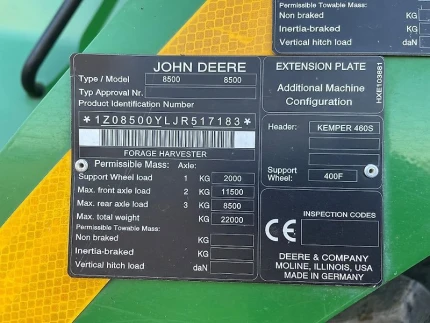 Permissible Towable Mass:
Non braked KG
Inertia-braked KG
Vertical hitch load daN
HXE103881
JOHN DEERE
Type / Model 8500 8500
Typ Approval Nr.
Product Identification Number
*1Z08500YLJR517183*
FORAGE HARVESTER
Permissible Mass: Axle:
Support Wheel load 1 KG 2000
Max. front axle load 2 KG 11500
Max. rear axle load 3 KG 8500
Max. total weight KG 22000
Permissible Towable Mass:
Non braked KG
Inertia-braked KG
Vertical hitch load daN
EXTENSION PLATE
Additional Machine
Configuration
Header: KEMPER 460S
Support
Wheel: 400F
CE
INSPECTION CODES
DEERE & COMPANY
MOLINE, ILLINOIS, USA
MADE IN GERMANY